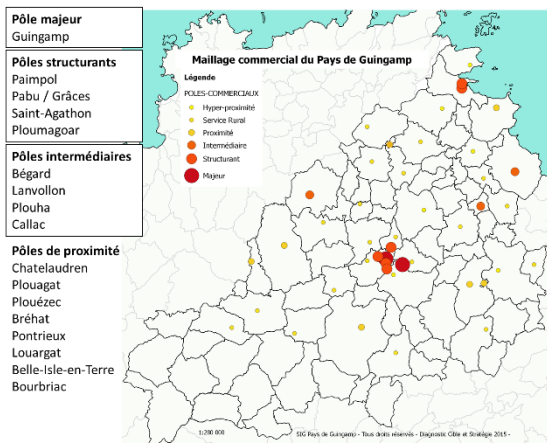 Pôle majeur
Guingamp
Pôles structurants
Paimpol
Pabu / Grâces
Saint-Agathon
Ploumagoar
Pôles intermédiaires
Bégard
Lanvollon
Plouha
Callac
Pôles de proximité
Chatelaudren
Plouagat
Plouézec
Bréhat
Pontrieux
Louargat
Belle-Isle-en-Terre
Bourbriac
Maillage commercial du Pays de Guingamp
Légende
POLES-COMMERCIAUX
Hyper-proximité
Service Rural
Proximité
Intermédiaire
Structurant
Majeur
1:280 000
SIG Pays de Guingamp - Tous droits réservés - Diagnostic Cible et Stratégie 2015 -